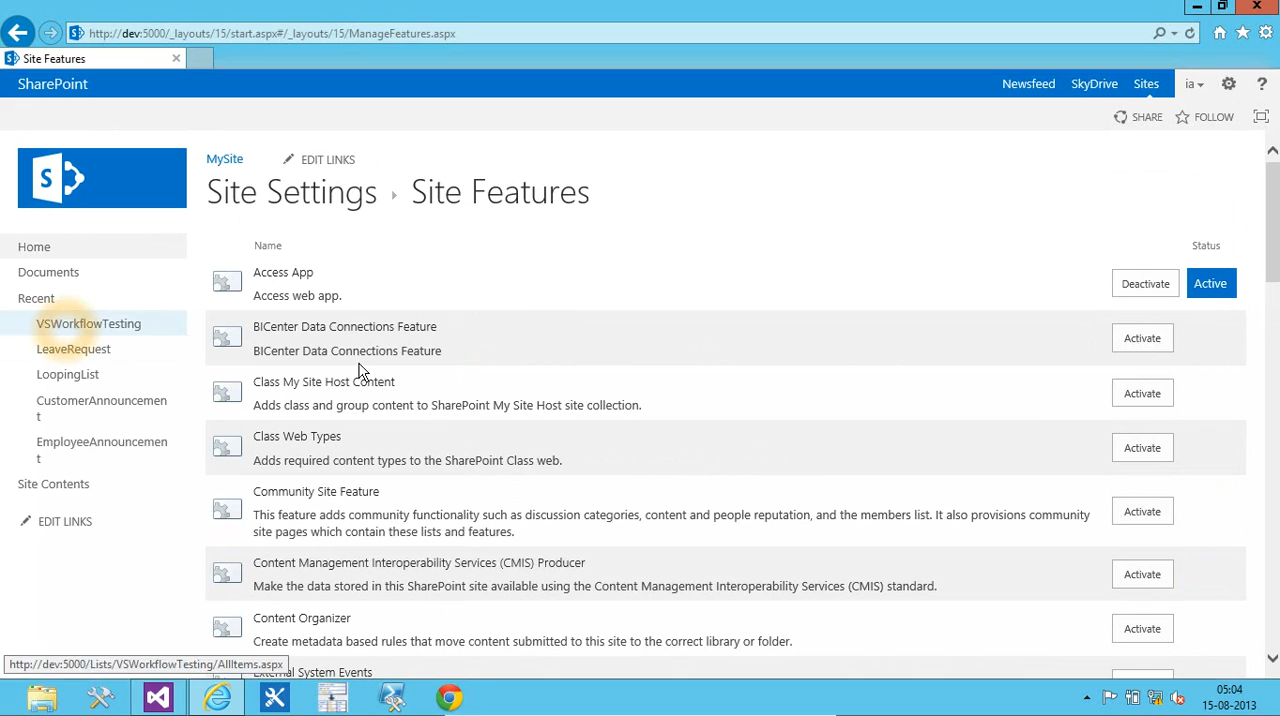 http://dev:5000/_layouts/15/start.aspx#/_layouts/15/ManageFeatures.aspx
Site Features
SharePoint
Newsfeed SkyDrive Sites ia ?
SHARE FOLLOW
MySite EDIT LINKS
Site Settings Site Features
Home
Documents
Recent
VSWorkflowTesting
LeaveRequest
LoopingList
CustomerAnnouncemen
t
EmployeeAnnouncemen
t
Site Contents
EDIT LINKS
Name Status
Access App
Access web app.
Deactivate Active
BICenter Data Connections Feature
BICenter Data Connections Feature
Activate
Class My Site Host Content
Adds class and group content to SharePoint My Site Host site collection.
Activate
Class Web Types
Adds required content types to the SharePoint Class web.
Activate
Community Site Feature
This feature adds community functionality such as discussion categories, content and people reputation, and the members list. It also provisions community
site pages which contain these lists and features.
Activate
Content Management Interoperability Services (CMIS) Producer
Make the data stored in this SharePoint site available using the Content Management Interoperability Services (CMIS) standard.
Activate
Content Organizer
Create metadata based rules that move content submitted to this site to the correct library or folder.
Activate
External System Events
http://dev:5000/Lists/VSWorkflowTesting/AllItems.aspx
05:04
15-08-2013